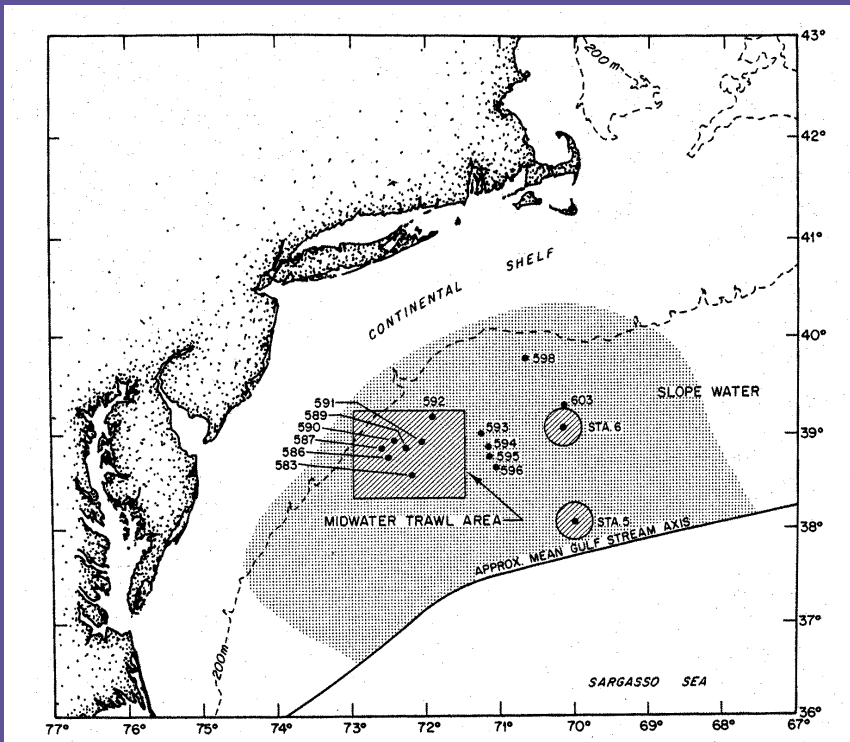 43°
200m
42°
41°
CONTINENTAL SHELF
40°
598
SLOPE WATER
591
592
603
589
593
39°
STA. 6
590
594
587
595
586
596
583
MIDWATER TRAWL AREA
STA. 5
38°
APPROX. MEAN GULF STREAM AXIS
37°
200m
SARGASSO SEA
36°
77° 76° 75° 74° 73° 72° 71° 70° 69° 68° 67°